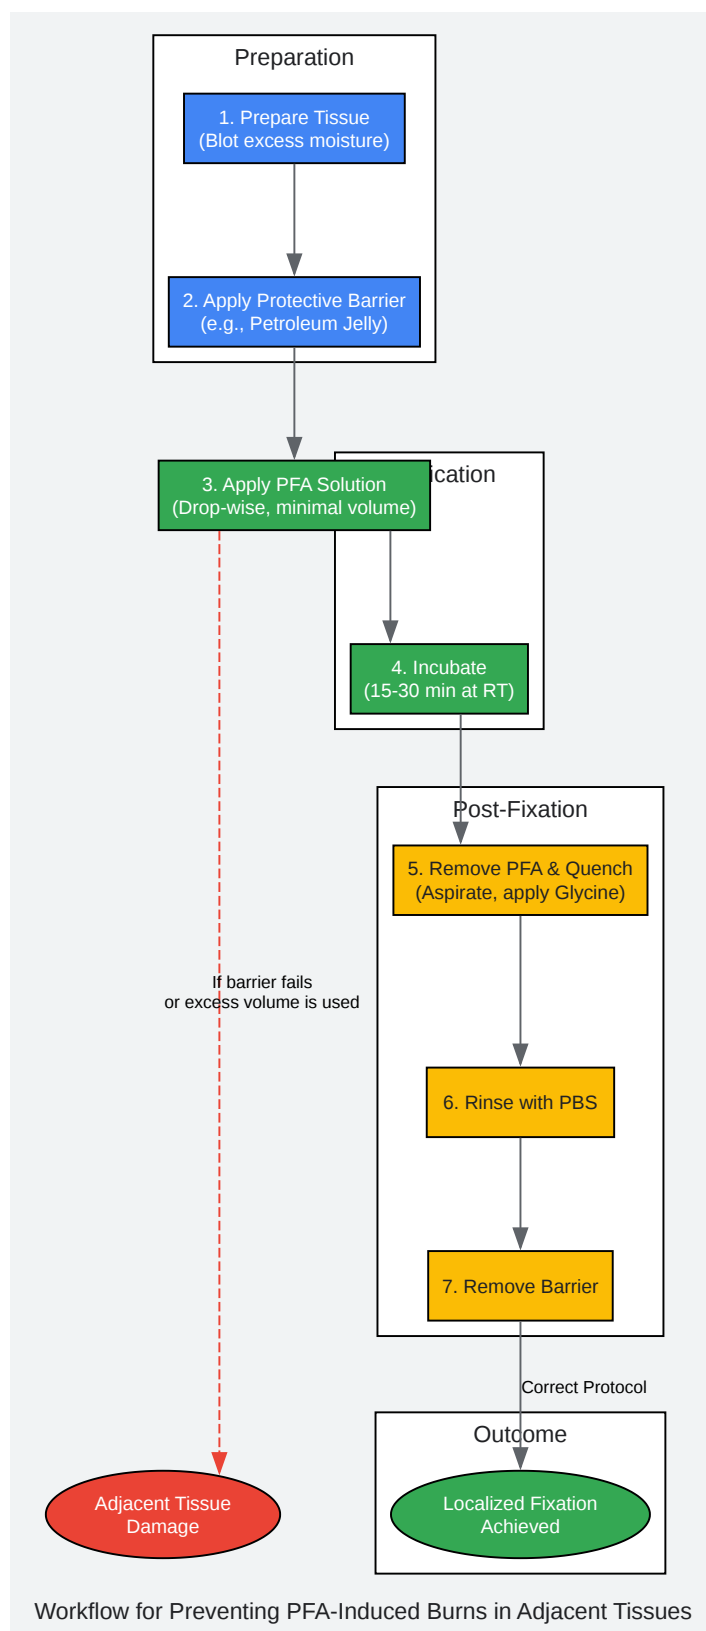 Preparation
1. Prepare Tissue
(Blot excess moisture)
2. Apply Protective Barrier
(e.g., Petroleum Jelly)
3. Apply PFA Solution
(Drop-wise, minimal volume)
ication
4. Incubate
(15-30 min at RT)
Post-Fixation
5. Remove PFA & Quench
(Aspirate, apply Glycine)
If barrier fails
or excess volume is used
6. Rinse with PBS
7. Remove Barrier
Correct Protocol
Outcome
Adjacent Tissue
Damage
Localized Fixation
Achieved
Workflow for Preventing PFA-Induced Burns in Adjacent Tissues